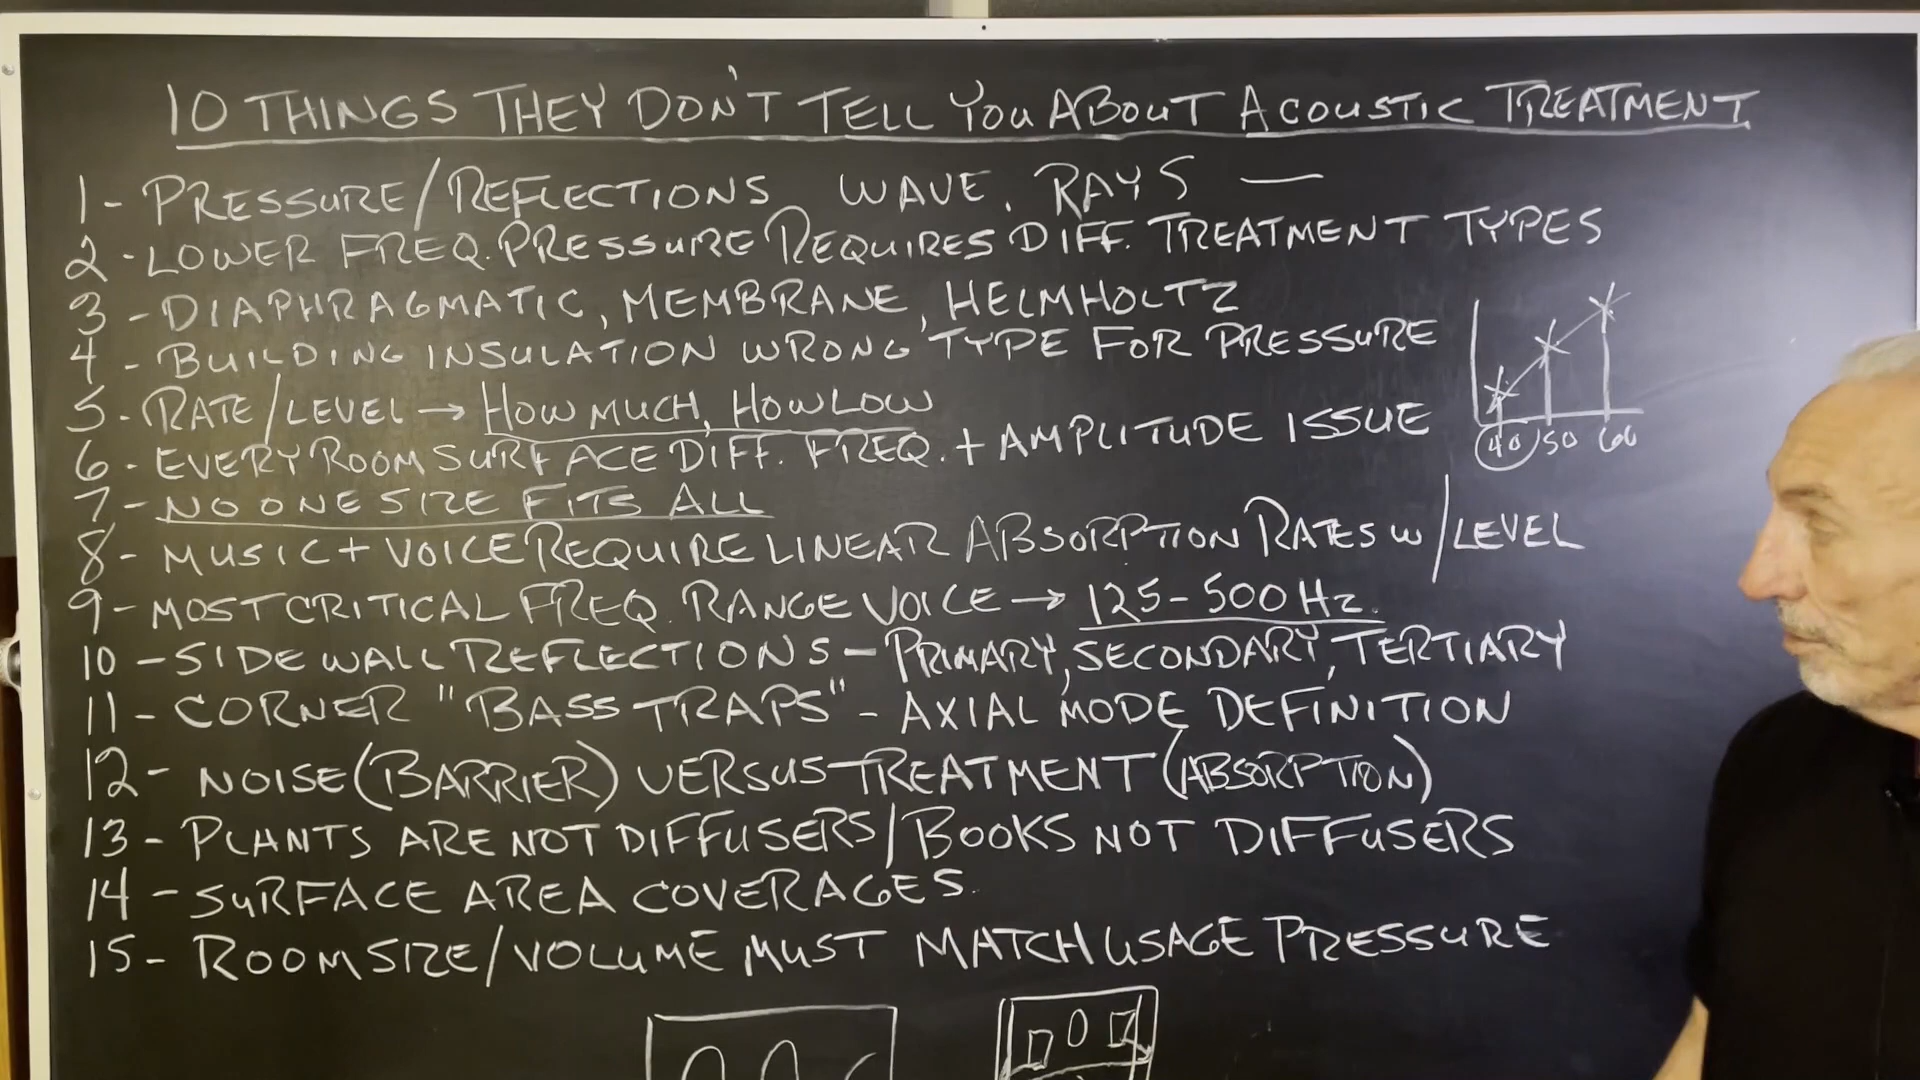 10 THINGS THEY DON'T TELL YOU ABOUT ACOUSTIC TREATMENT
1- PRESSURE/REFLECTIONS WAVE. RAYS —
2- LOWER FREQ. PRESSURE REQUIRES DIFF. TREATMENT TYPES
3- DIAPHRAGMATIC, MEMBRANE, HELMHOLTZ
4- BUILDING INSULATION WRONG TYPE FOR PRESSURE
5- RATE/LEVEL → HOW MUCH, HOW LOW
6- EVERY ROOM SURFACE DIFF. FREQ. + AMPLITUDE ISSUE
40 50 60
7- NO ONE SIZE FITS ALL
8- MUSIC + VOICE REQUIRE LINEAR ABSORPTION RATES W/LEVEL
9- MOST CRITICAL FREQ. RANGE VOICE → 125-500 Hz.
10- SIDE WALL REFLECTIONS - PRIMARY, SECONDARY, TERTIARY
11- CORNER "BASS TRAPS" - AXIAL MODE DEFINITION
12- NOISE (BARRIER) VERSUS TREATMENT (ABSORPTION)
13- PLANTS ARE NOT DIFFUSERS/BOOKS NOT DIFFUSERS
14- SURFACE AREA COVERAGES.
15- ROOM SIZE/VOLUME MUST MATCH USAGE PRESSURE